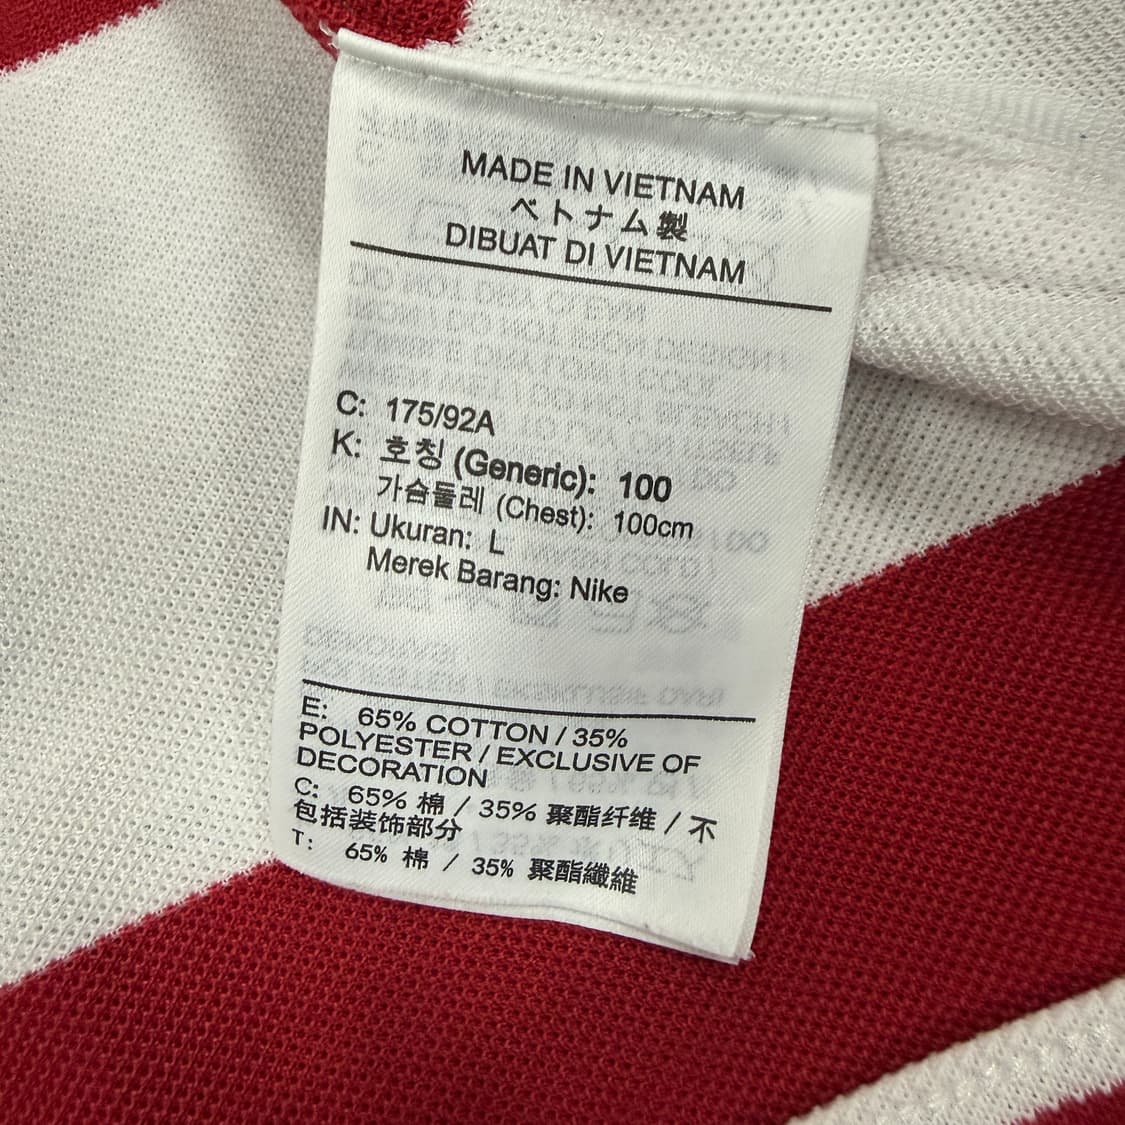 MADE IN VIETNAM
ベトナム製
DIBUAT DI VIETNAM
C: 175/92A
K: 호칭 (Generic): 100
가슴둘레 (Chest): 100cm
IN: Ukuran: L
Merek Barang: Nike
E: 65% COTTON / 35%
POLYESTER / EXCLUSIVE OF
DECORATION
C: 65% 棉 / 35% 聚酯纤维 / 不
包括装饰部分
T: 65% 棉 / 35% 聚酯纖維